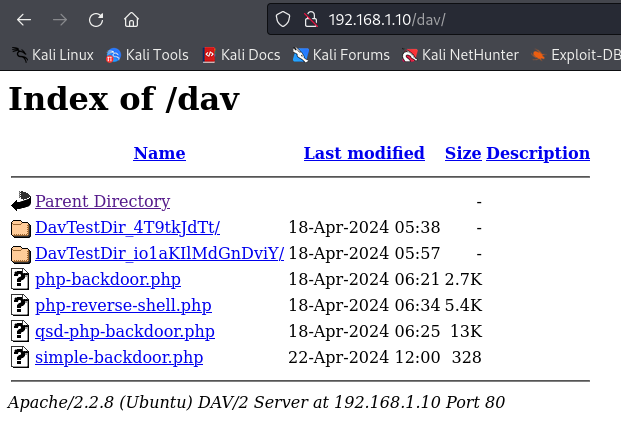 192.168.1.10/dav/
Kali Linux Kali Tools Kali Docs Kali Forums Kali NetHunter Exploit-DB
Index of /dav
Name Last modified Size Description
Parent Directory -
DavTestDir_4T9tkJdTt/ 18-Apr-2024 05:38 -
DavTestDir_io1aKIlMdGnDviY/ 18-Apr-2024 05:57 -
php-backdoor.php 18-Apr-2024 06:21 2.7K
php-reverse-shell.php 18-Apr-2024 06:34 5.4K
qsd-php-backdoor.php 18-Apr-2024 06:25 13K
simple-backdoor.php 22-Apr-2024 12:00 328
Apache/2.2.8 (Ubuntu) DAV/2 Server at 192.168.1.10 Port 80